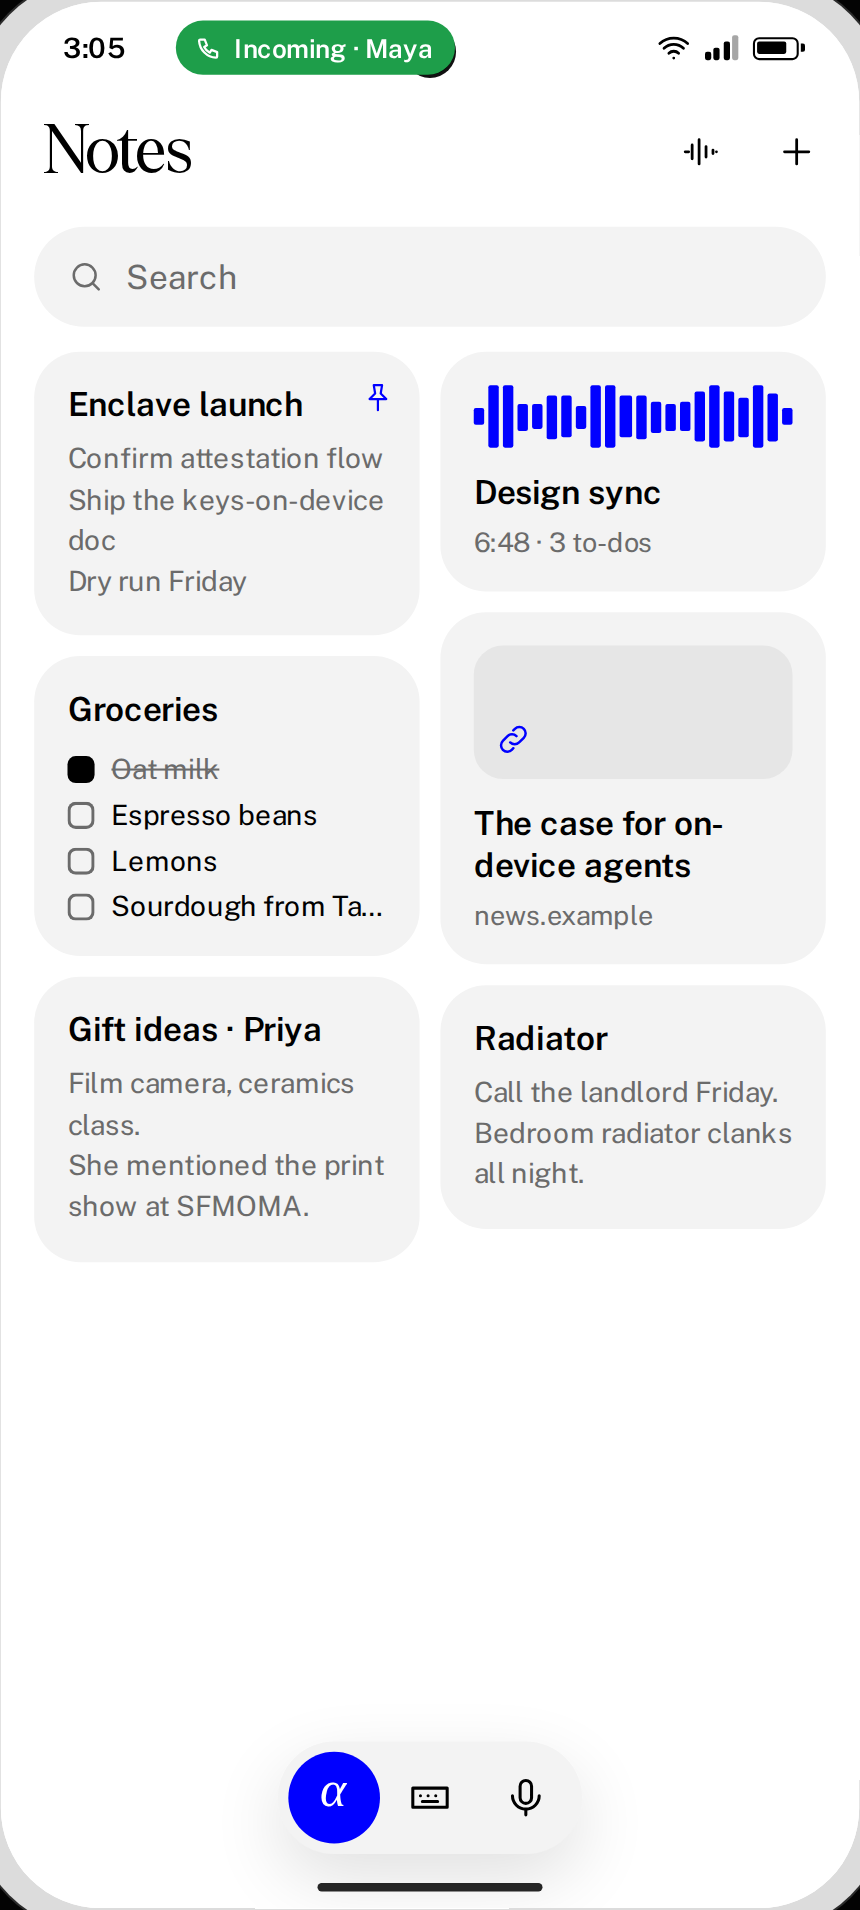 3:05
Incoming · Maya
Notes
Search
Enclave launch
Confirm attestation flow
Ship the keys-on-device
doc
Dry run Friday
Design sync
6:48 · 3 to-dos
Groceries
Oat milk
Espresso beans
Lemons
Sourdough from Ta...
The case for on-
device agents
news.example
Gift ideas · Priya
Film camera, ceramics
class.
She mentioned the print
show at SFMOMA.
Radiator
Call the landlord Friday.
Bedroom radiator clanks
all night.
α